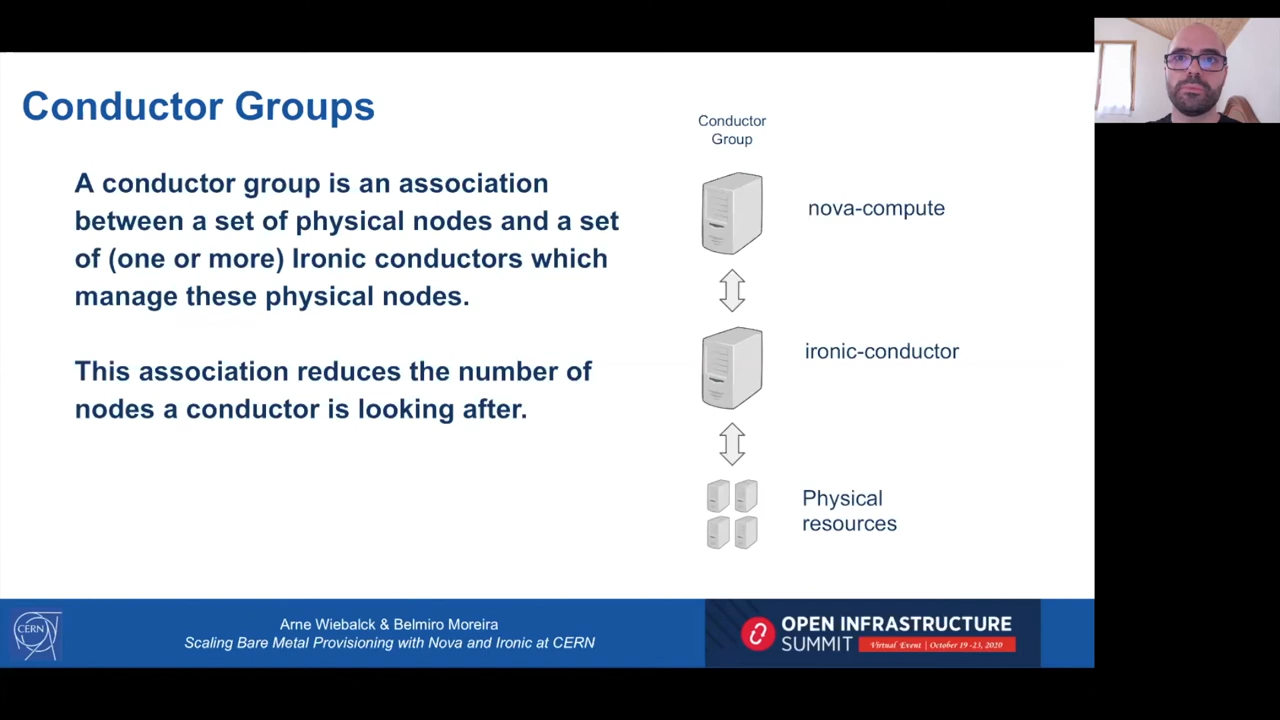 Conductor Groups
A conductor group is an association
between a set of physical nodes and a set
of (one or more) Ironic conductors which
manage these physical nodes.
This association reduces the number of
nodes a conductor is looking after.
Conductor
Group
nova-compute
ironic-conductor
Physical
resources
CERN
Arne Wiebalck & Belmiro Moreira
Scaling Bare Metal Provisioning with Nova and Ironic at CERN
OPEN INFRASTRUCTURE
SUMMIT
Virtual Event | October 19 -23, 2020